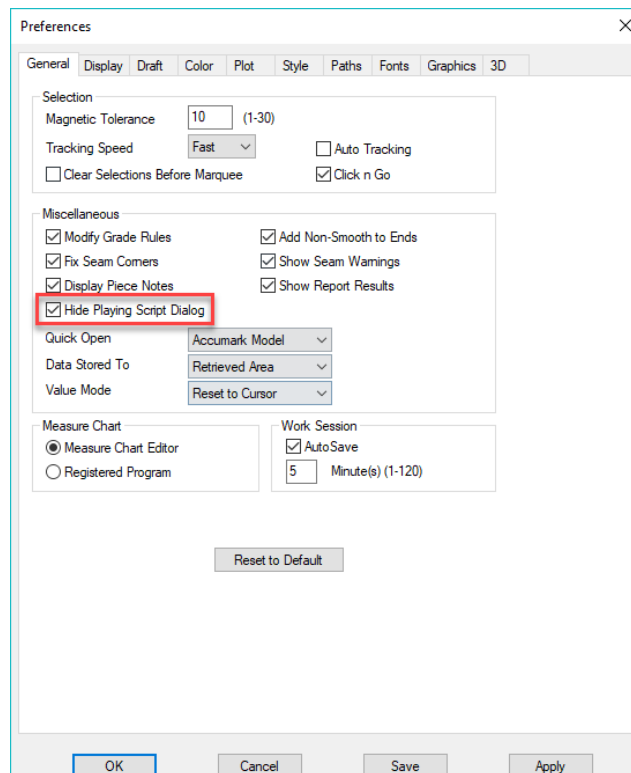 Preferences
General Display Draft Color Plot Style Paths Fonts Graphics 3D
Selection
Magnetic Tolerance 10 (1-30)
Tracking Speed Fast Auto Tracking
Clear Selections Before Marquee Click n Go
Miscellaneous
Modify Grade Rules Add Non-Smooth to Ends
Fix Seam Corners Show Seam Warnings
Display Piece Notes Show Report Results
Hide Playing Script Dialog
Quick Open Accumark Model
Data Stored To Retrieved Area
Value Mode Reset to Cursor
Measure Chart Work Session
Measure Chart Editor AutoSave
Registered Program 5 Minute(s) (1-120)
Reset to Default
OK Cancel Save Apply